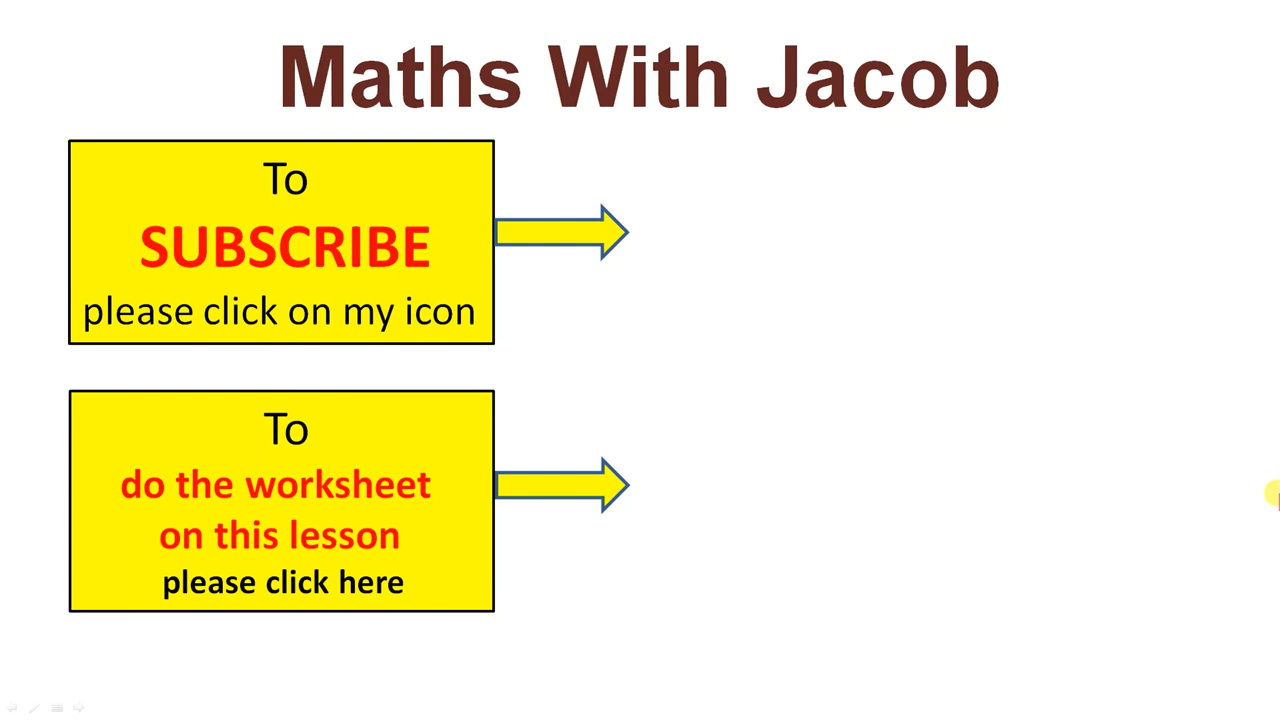 Maths With Jacob
To
SUBSCRIBE
please click on my icon
To
do the worksheet
on this lesson
please click here